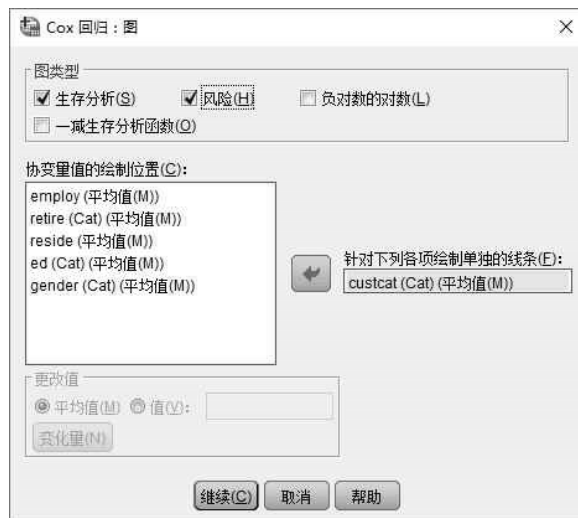 Cox 回归：图
图类型
生存分析(S) 风险(H) 负对数的对数(L)
一减生存分析函数(O)
协变量值的绘制位置(C):
employ (平均值(M))
retire (Cat) (平均值(M))
reside (平均值(M))
ed (Cat) (平均值(M))
gender (Cat) (平均值(M))
针对下列各项绘制单独的线条(F):
custcat (Cat) (平均值(M))
更改值
平均值(M) 值(V):
变化量(N)
继续(C) 取消 帮助